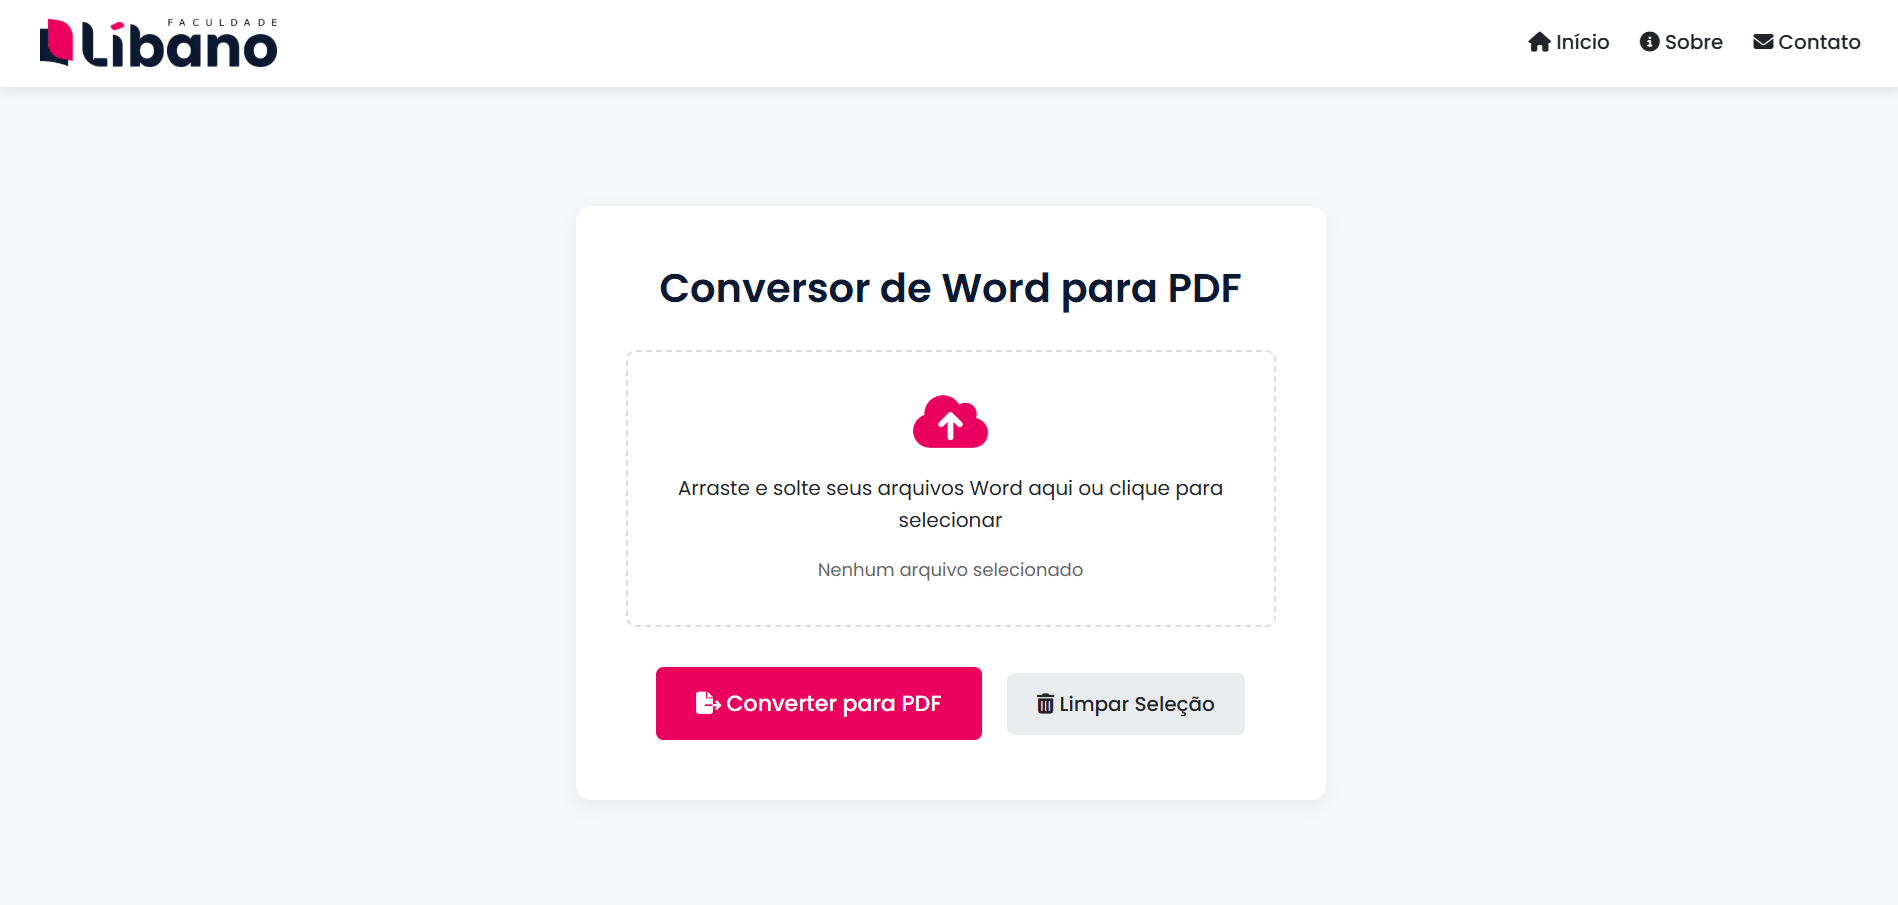 FACULDADE
Líbano
Início
Sobre
Contato
Conversor de Word para PDF
Arraste e solte seus arquivos Word aqui ou clique para
selecionar
Nenhum arquivo selecionado
Converter para PDF
Limpar Seleção